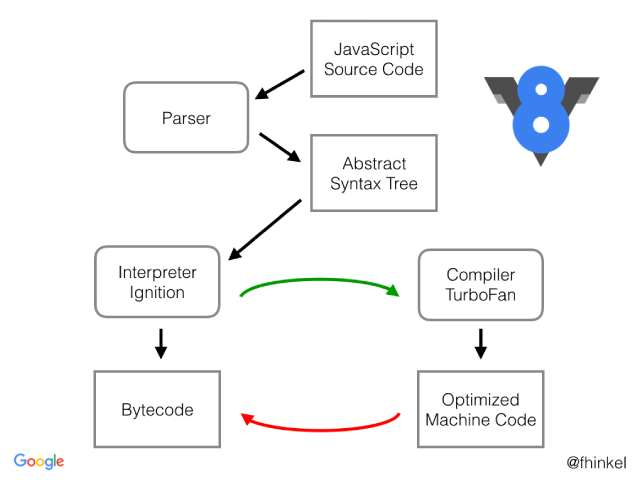 JavaScript
Source Code
Parser
Abstract
Syntax Tree
Interpreter
Ignition
Compiler
TurboFan
Bytecode
Optimized
Machine Code
Google
@fhinkel